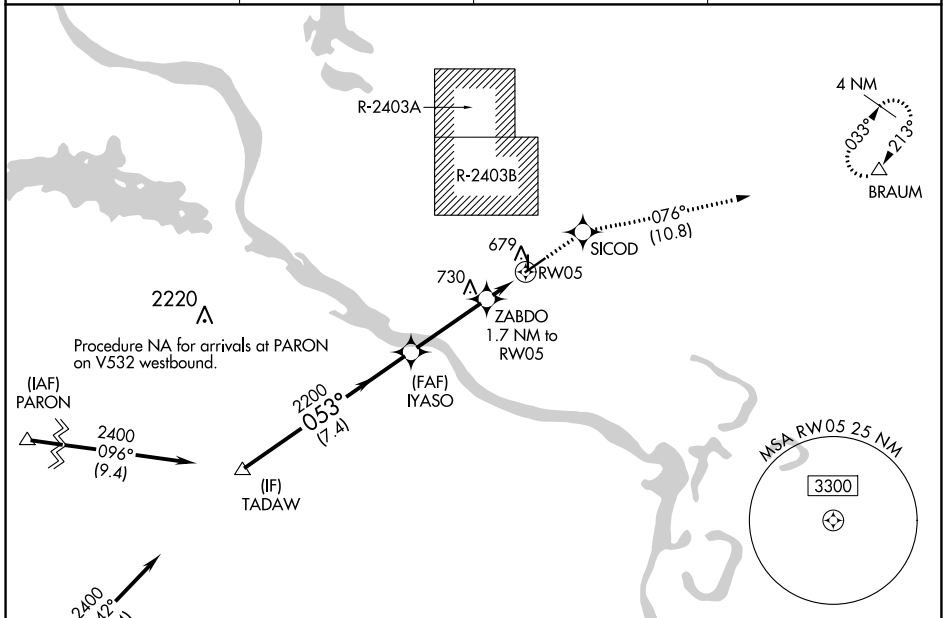 R-2403A
R-2403B
4 NM
033°
213°
BRAUM
076°
(10.8)
SICOD
679
RW05
730
ZABDO
1.7 NM to
RW05
2220
Procedure NA for arrivals at PARON
on V532 westbound.
(FAF)
IYASO
2200
053°
(7.4)
(IAF)
PARON
2400
096°
(9.4)
(IF)
TADAW
MSA RW05 25 NM
3300
2400